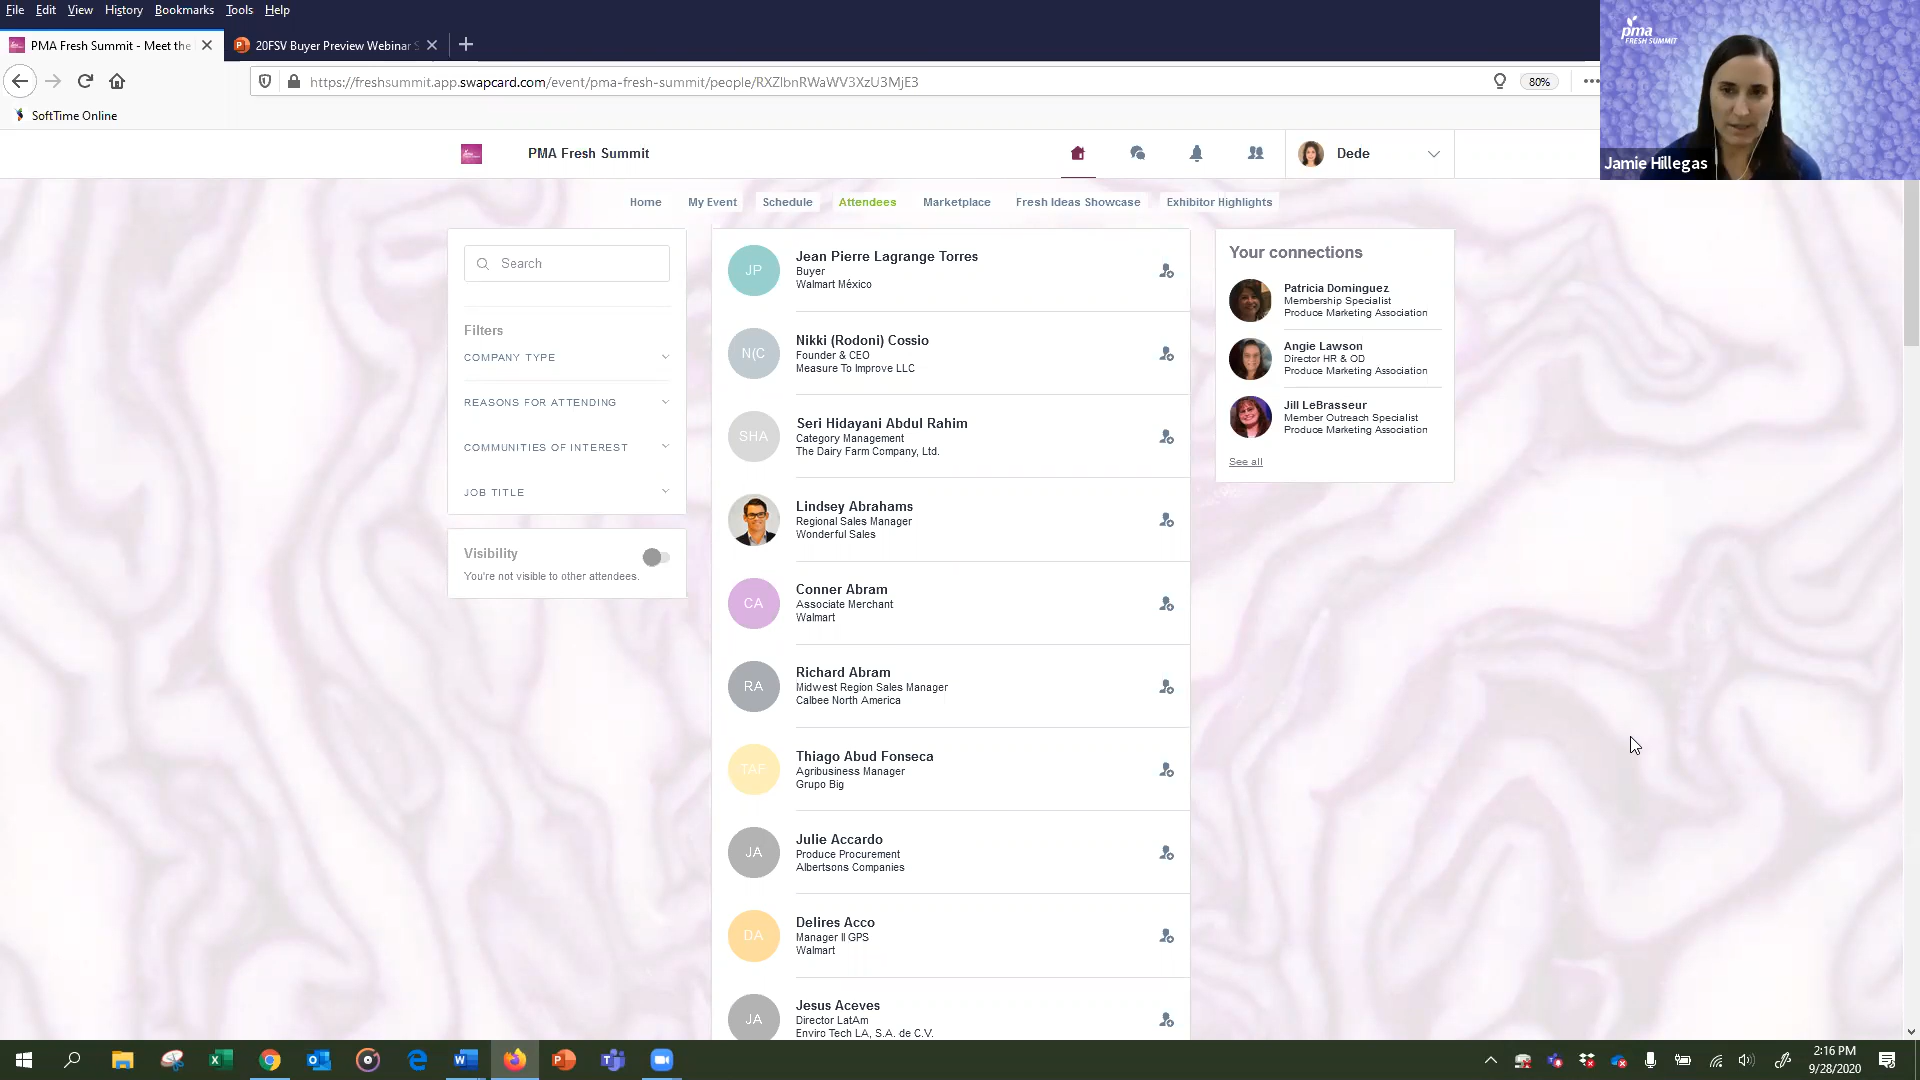 File Edit View History Bookmarks Tools Help
PMA Fresh Summit - Meet the
20FSV Buyer Preview Webinar S
https://freshsummit.app.swapcard.com/event/pma-fresh-summit/people/RXZlbnRWaWV3XzU3MjE3
80%
SoftTime Online
pma
FRESH SUMMIT
Jamie Hillegas
PMA Fresh Summit
Dede
Home My Event Schedule Attendees Marketplace Fresh Ideas Showcase Exhibitor Highlights
Search
Filters
COMPANY TYPE
REASONS FOR ATTENDING
COMMUNITIES OF INTEREST
JOB TITLE
Visibility
You're not visible to other attendees.
JP
Jean Pierre Lagrange Torres
Buyer
Walmart México
N(C
Nikki (Rodoni) Cossio
Founder & CEO
Measure To Improve LLC
SHA
Seri Hidayani Abdul Rahim
Category Management
The Dairy Farm Company, Ltd.
Lindsey Abrahams
Regional Sales Manager
Wonderful Sales
CA
Conner Abram
Associate Merchant
Walmart
RA
Richard Abram
Midwest Region Sales Manager
Calbee North America
TAF
Thiago Abud Fonseca
Agribusiness Manager
Grupo Big
JA
Julie Accardo
Produce Procurement
Albertsons Companies
DA
Delires Acco
Manager II GPS
Walmart
JA
Jesus Aceves
Director LatAm
Enviro Tech LA, S.A. de C.V.
Your connections
Patricia Dominguez
Membership Specialist
Produce Marketing Association
Angie Lawson
Director HR & OD
Produce Marketing Association
Jill LeBrasseur
Member Outreach Specialist
Produce Marketing Association
See all
2:16 PM
9/28/2020